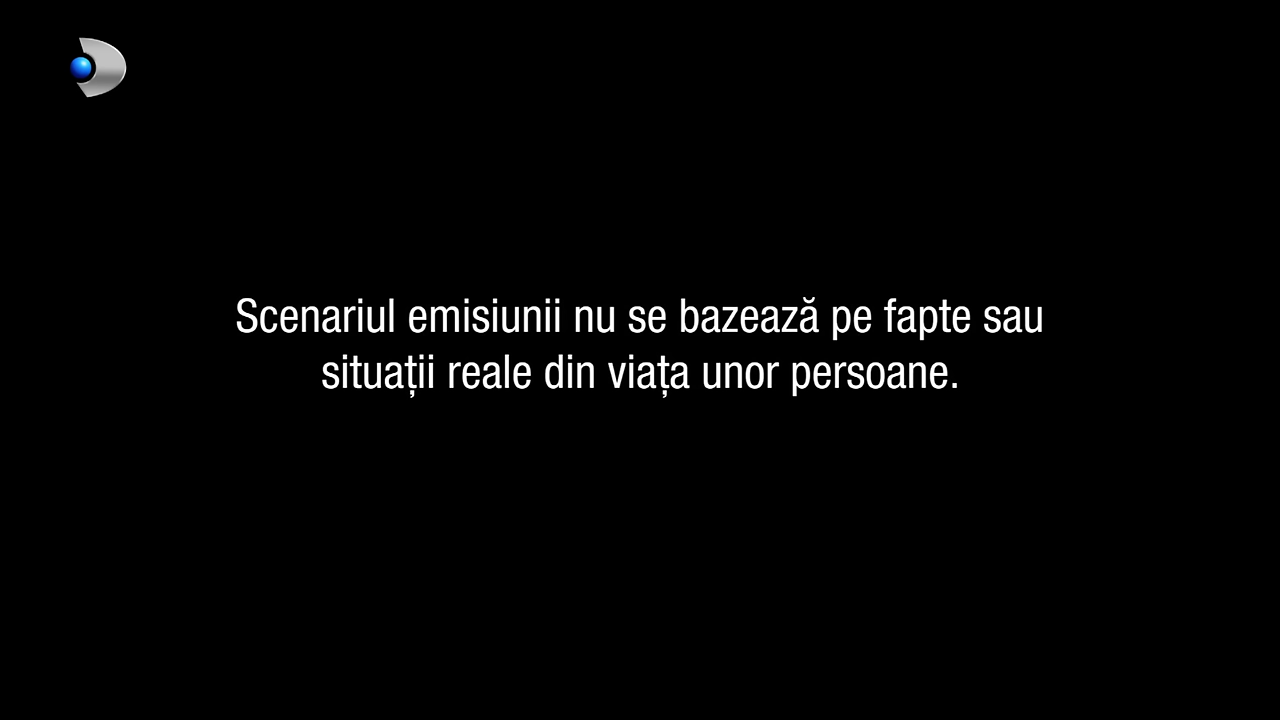 Scenariul emisiunii nu se bazează pe fapte sau
situații reale din viața unor persoane.